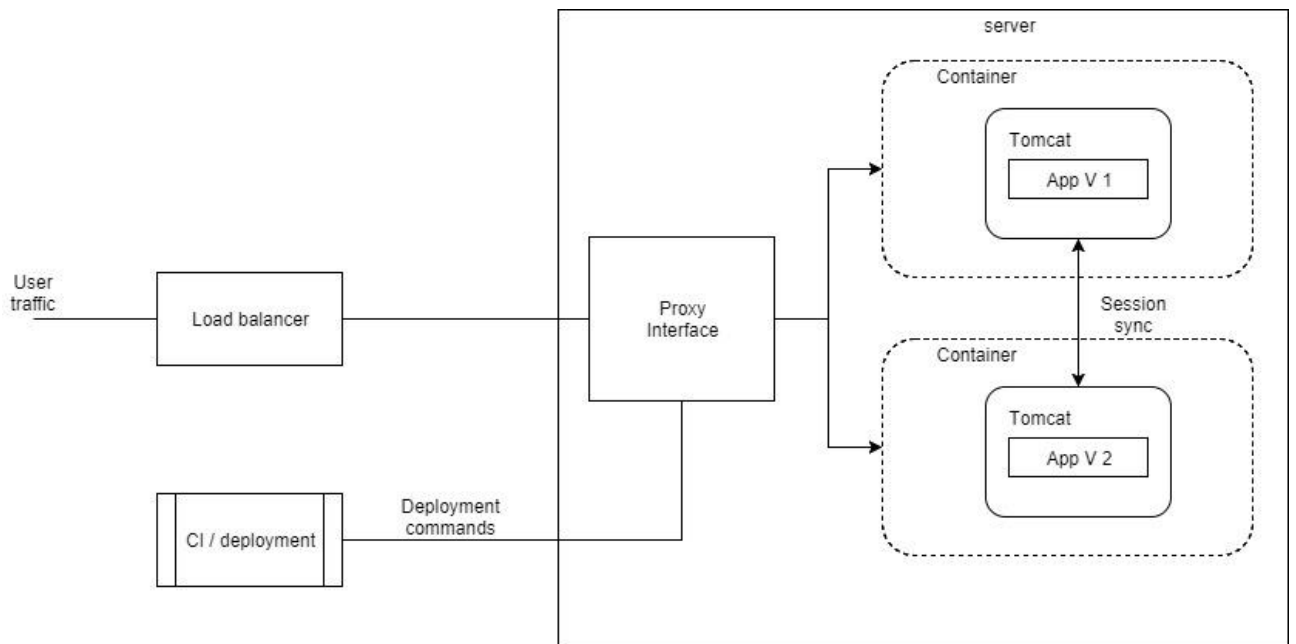 server
Container
Tomcat
App V 1
User
traffic
Load balancer
Proxy
Interface
Session
sync
Container
Tomcat
App V 2
Deployment
commands
CI / deployment